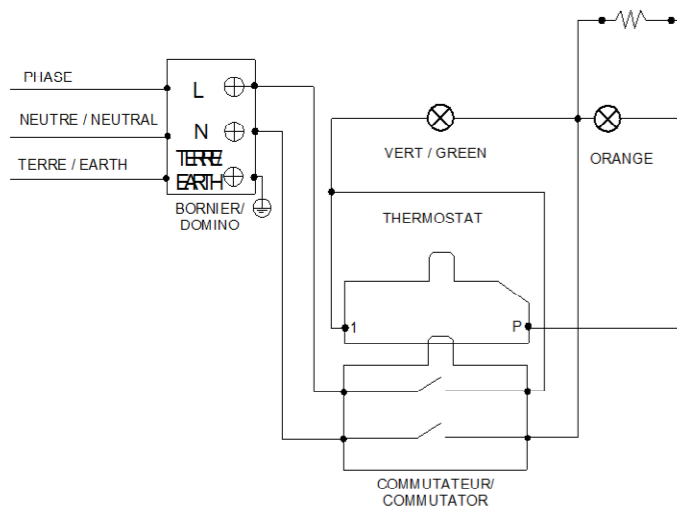 PHASE
L
NEUTRE / NEUTRAL
N
TERRE / EARTH
TERRE/
EARTH
BORNIER/
DOMINO
VERT / GREEN
ORANGE
THERMOSTAT
1
P
COMMUTATEUR/
COMMUTATOR